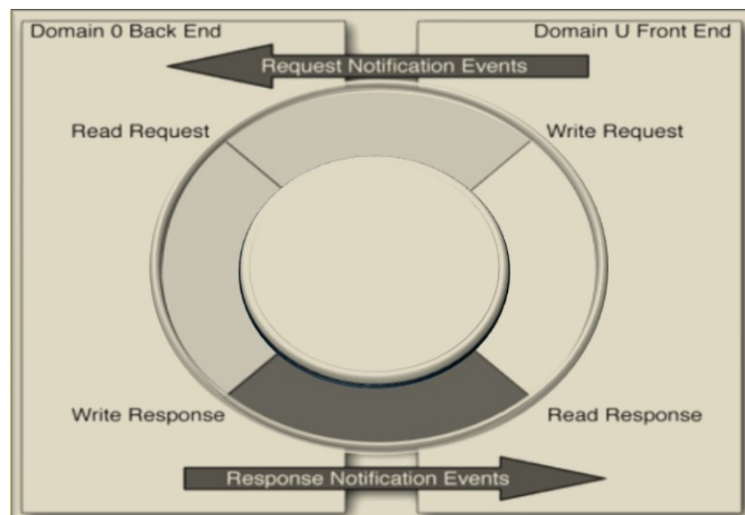 Domain 0 Back End
Domain U Front End
Request Notification Events
Read Request
Write Request
Write Response
Read Response
Response Notification Events